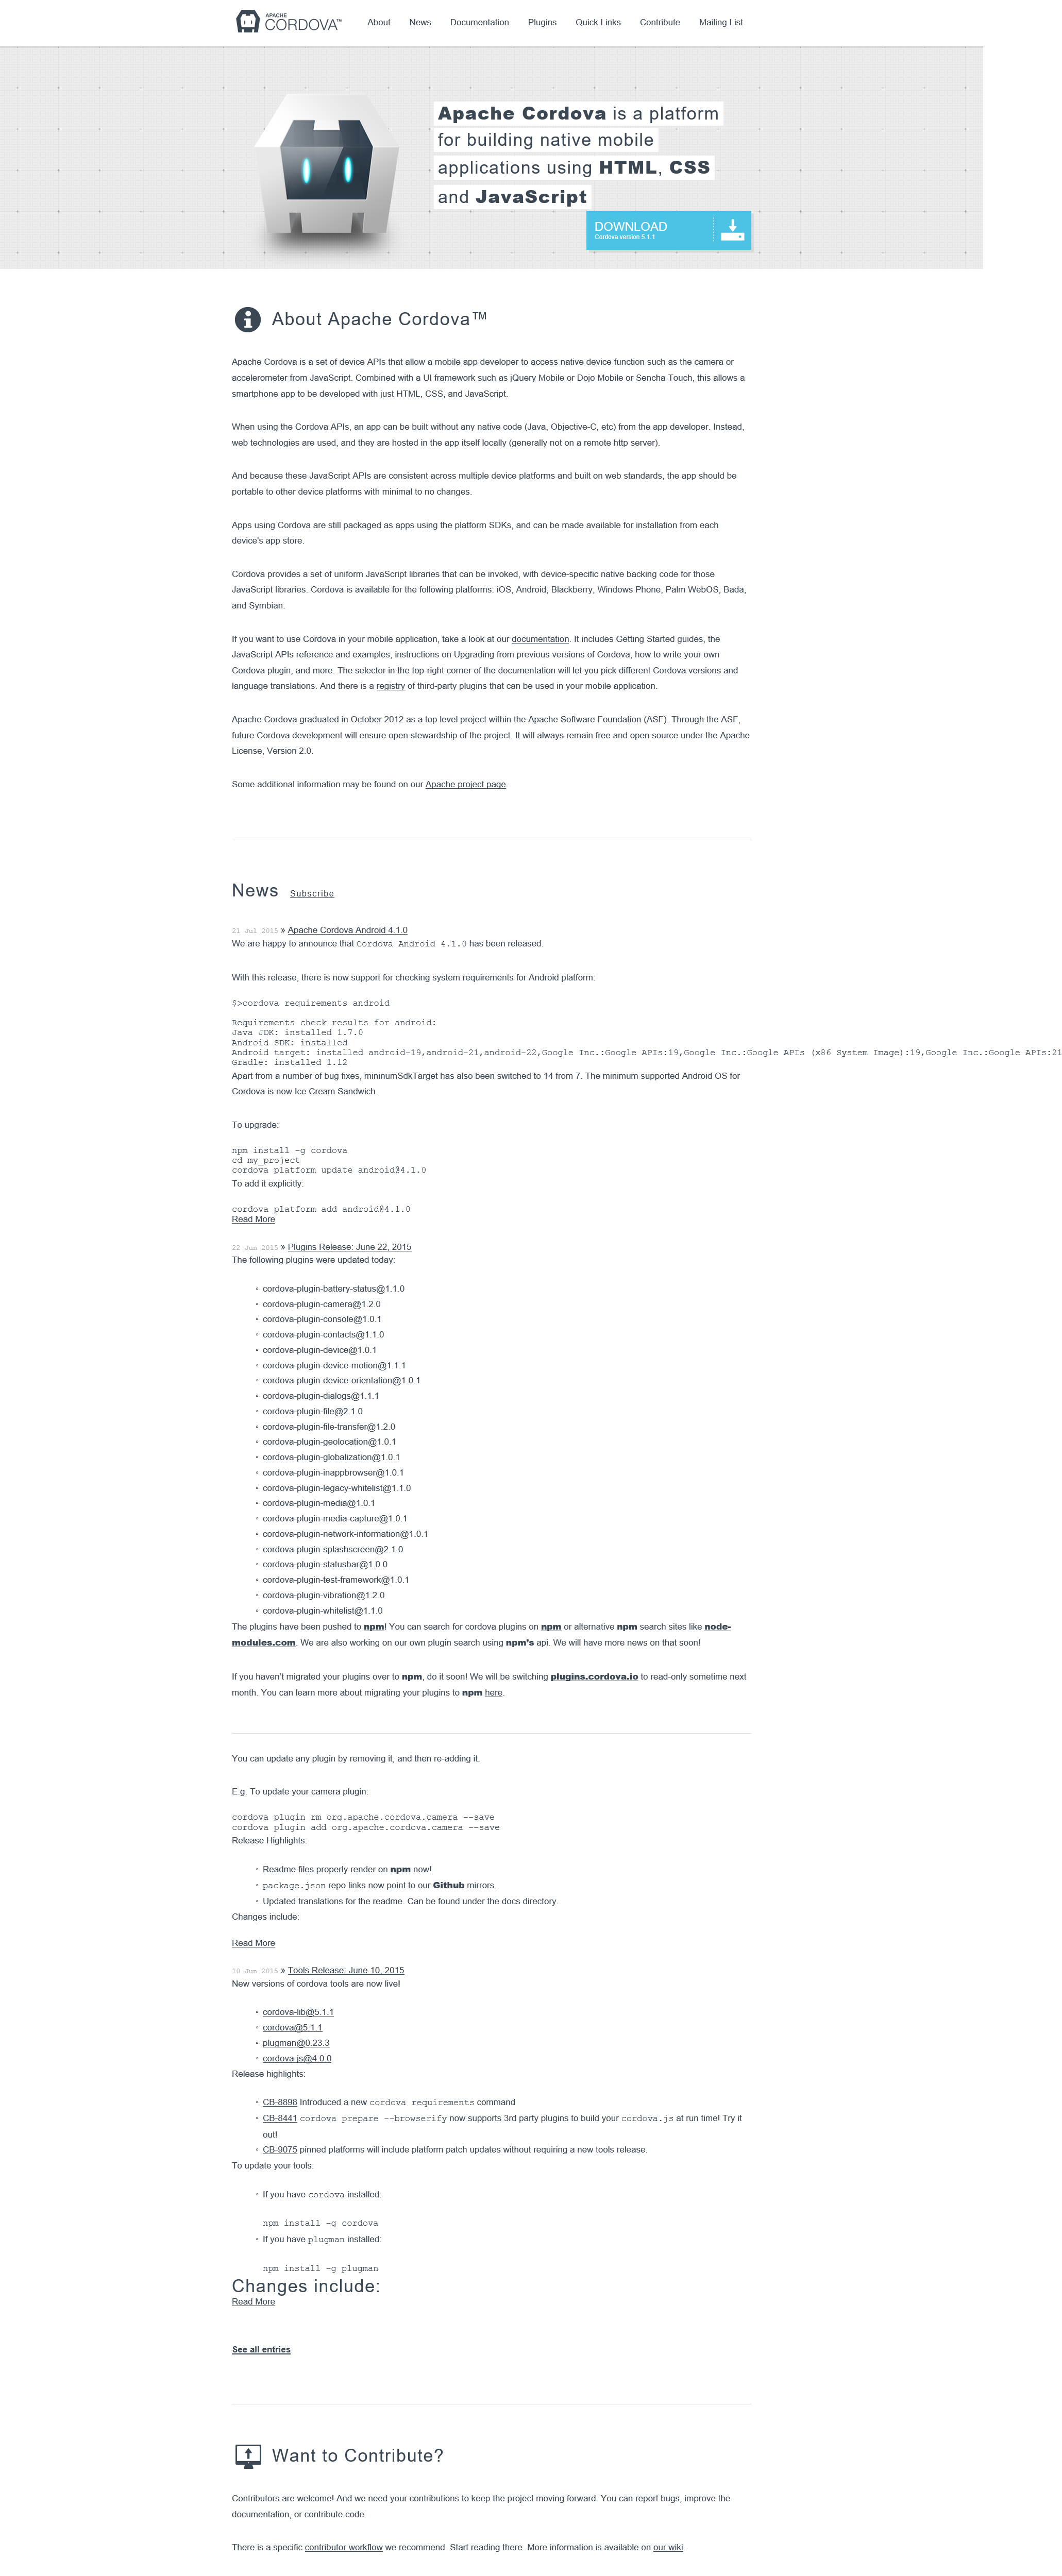 APACHE
CORDOVA™
About News Documentation Plugins Quick Links Contribute Mailing List
Apache Cordova is a platform
for building native mobile
applications using HTML, CSS
and JavaScript
DOWNLOAD
Cordova version 5.1.1
About Apache Cordova™
Apache Cordova is a set of device APIs that allow a mobile app developer to access native device function such as the camera or
accelerometer from JavaScript. Combined with a UI framework such as jQuery Mobile or Dojo Mobile or Sencha Touch, this allows a
smartphone app to be developed with just HTML, CSS, and JavaScript.
When using the Cordova APIs, an app can be built without any native code (Java, Objective-C, etc) from the app developer. Instead,
web technologies are used, and they are hosted in the app itself locally (generally not on a remote http server).
And because these JavaScript APIs are consistent across multiple device platforms and built on web standards, the app should be
portable to other device platforms with minimal to no changes.
Apps using Cordova are still packaged as apps using the platform SDKs, and can be made available for installation from each
device's app store.
Cordova provides a set of uniform JavaScript libraries that can be invoked, with device-specific native backing code for those
JavaScript libraries. Cordova is available for the following platforms: iOS, Android, Blackberry, Windows Phone, Palm WebOS, Bada,
and Symbian.
If you want to use Cordova in your mobile application, take a look at our documentation. It includes Getting Started guides, the
JavaScript APIs reference and examples, instructions on Upgrading from previous versions of Cordova, how to write your own
Cordova plugin, and more. The selector in the top-right corner of the documentation will let you pick different Cordova versions and
language translations. And there is a registry of third-party plugins that can be used in your mobile application.
Apache Cordova graduated in October 2012 as a top level project within the Apache Software Foundation (ASF). Through the ASF,
future Cordova development will ensure open stewardship of the project. It will always remain free and open source under the Apache
License, Version 2.0.
Some additional information may be found on our Apache project page.
News Subscribe
21 Jul 2015 » Apache Cordova Android 4.1.0
We are happy to announce that Cordova Android 4.1.0 has been released.
With this release, there is now support for checking system requirements for Android platform:
$>cordova requirements android
Requirements check results for android:
Java JDK: installed 1.7.0
Android SDK: installed
Android target: installed android-19,android-21,android-22,Google Inc.:Google APIs:19,Google Inc.:Google APIs (x86 System Image):19,Google Inc.:Google APIs:21
Gradle: installed 1.12
Apart from a number of bug fixes, mininumSdkTarget has also been switched to 14 from 7. The minimum supported Android OS for
Cordova is now Ice Cream Sandwich.
To upgrade:
npm install -g cordova
cd my_project
cordova platform update android@4.1.0
To add it explicitly:
cordova platform add android@4.1.0
Read More
22 Jun 2015 » Plugins Release: June 22, 2015
The following plugins were updated today:
• cordova-plugin-battery-status@1.1.0
• cordova-plugin-camera@1.2.0
• cordova-plugin-console@1.0.1
• cordova-plugin-contacts@1.1.0
• cordova-plugin-device@1.0.1
• cordova-plugin-device-motion@1.1.1
• cordova-plugin-device-orientation@1.0.1
• cordova-plugin-dialogs@1.1.1
• cordova-plugin-file@2.1.0
• cordova-plugin-file-transfer@1.2.0
• cordova-plugin-geolocation@1.0.1
• cordova-plugin-globalization@1.0.1
• cordova-plugin-inappbrowser@1.0.1
• cordova-plugin-legacy-whitelist@1.1.0
• cordova-plugin-media@1.0.1
• cordova-plugin-media-capture@1.0.1
• cordova-plugin-network-information@1.0.1
• cordova-plugin-splashscreen@2.1.0
• cordova-plugin-statusbar@1.0.0
• cordova-plugin-test-framework@1.0.1
• cordova-plugin-vibration@1.2.0
• cordova-plugin-whitelist@1.1.0
The plugins have been pushed to npm! You can search for cordova plugins on npm or alternative npm search sites like node-
modules.com. We are also working on our own plugin search using npm's api. We will have more news on that soon!
If you haven't migrated your plugins over to npm, do it soon! We will be switching plugins.cordova.io to read-only sometime next
month. You can learn more about migrating your plugins to npm here.
You can update any plugin by removing it, and then re-adding it.
E.g. To update your camera plugin:
cordova plugin rm org.apache.cordova.camera --save
cordova plugin add org.apache.cordova.camera --save
Release Highlights:
• Readme files properly render on npm now!
• package.json repo links now point to our Github mirrors.
• Updated translations for the readme. Can be found under the docs directory.
Changes include:
Read More
10 Jun 2015 » Tools Release: June 10, 2015
New versions of cordova tools are now live!
• cordova-lib@5.1.1
• cordova@5.1.1
• plugman@0.23.3
• cordova-js@4.0.0
Release highlights:
• CB-8898 Introduced a new cordova requirements command
• CB-8441 cordova prepare --browserify now supports 3rd party plugins to build your cordova.js at run time! Try it
out!
• CB-9075 pinned platforms will include platform patch updates without requiring a new tools release.
To update your tools:
• If you have cordova installed:
npm install -g cordova
• If you have plugman installed:
npm install -g plugman
Changes include:
Read More
See all entries
Want to Contribute?
Contributors are welcome! And we need your contributions to keep the project moving forward. You can report bugs, improve the
documentation, or contribute code.
There is a specific contributor workflow we recommend. Start reading there. More information is available on our wiki.